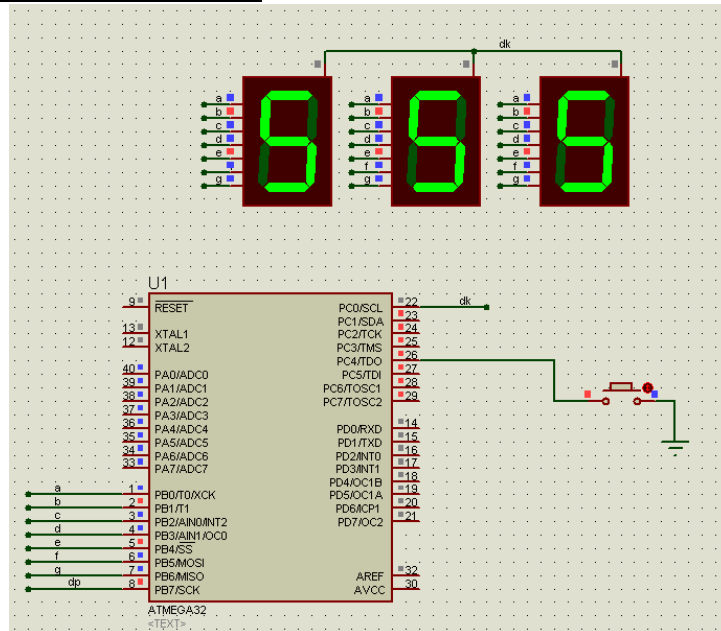 dk
a a a
b b b
c c c
d d d
e e e
f f
g g g
U1
9 RESET PC0/SCL 22 dk
PC1/SDA 23
13 XTAL1 PC2/TCK 24
12 XTAL2 PC3/TMS 25
PC4/TDO 26
40 PA0/ADC0 PC5/TDI 27
39 PA1/ADC1 PC6/TOSC1 28
38 PA2/ADC2 PC7/TOSC2 29
37 PA3/ADC3
36 PA4/ADC4 PD0/RXD 14
35 PA5/ADC5 PD1/TXD 15
34 PA6/ADC6 PD2/INT0 16
33 PA7/ADC7 PD3/INT1 17
PD4/OC1B 18
a 1 PB0/T0/XCK PD5/OC1A 19
b 2 PB1/T1 PD6/ICP1 20
c 3 PB2/AIN0/INT2 PD7/OC2 21
d 4 PB3/AIN1/OC0
e 5 PB4/SS
f 6 PB5/MOSI
g 7 PB6/MISO AREF 32
dp 8 PB7/SCK AVCC 30
ATMEGA32
<TEXT>